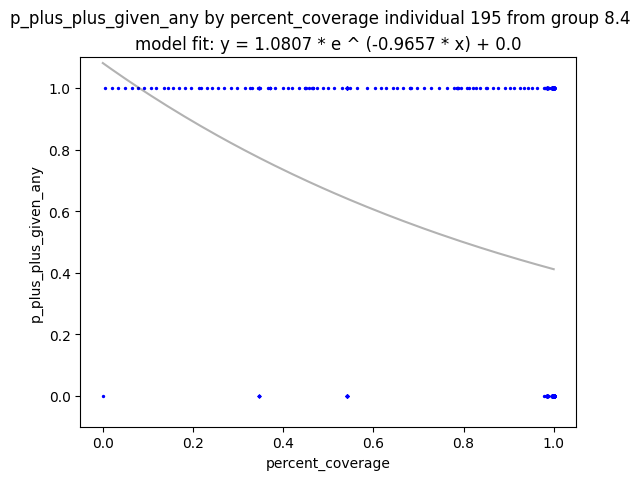 p_plus_plus_given_any by percent_coverage individual 195 from group 8.4
model fit: y = 1.0807 * e ^ (-0.9657 * x) + 0.0
1.0
0.8
0.6
0.4
0.2
0.0
p_plus_plus_given_any
0.0 0.2 0.4 0.6 0.8 1.0
percent_coverage